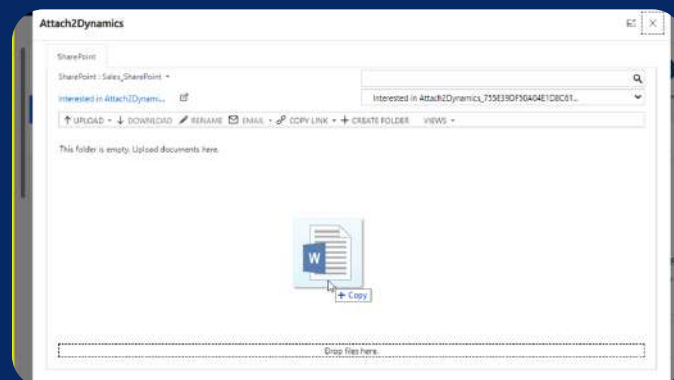 Attach2Dynamics
SharePoint
SharePoint : Sales_SharePoint
Interested in Attach2Dynami...
Interested in Attach2Dynamics_755E39DF50A04E1D8C61...
UPLOAD DOWNLOAD RENAME EMAIL COPY LINK CREATE FOLDER VIEWS
This folder is empty. Upload documents here.
W
+ Copy
Drop files here.